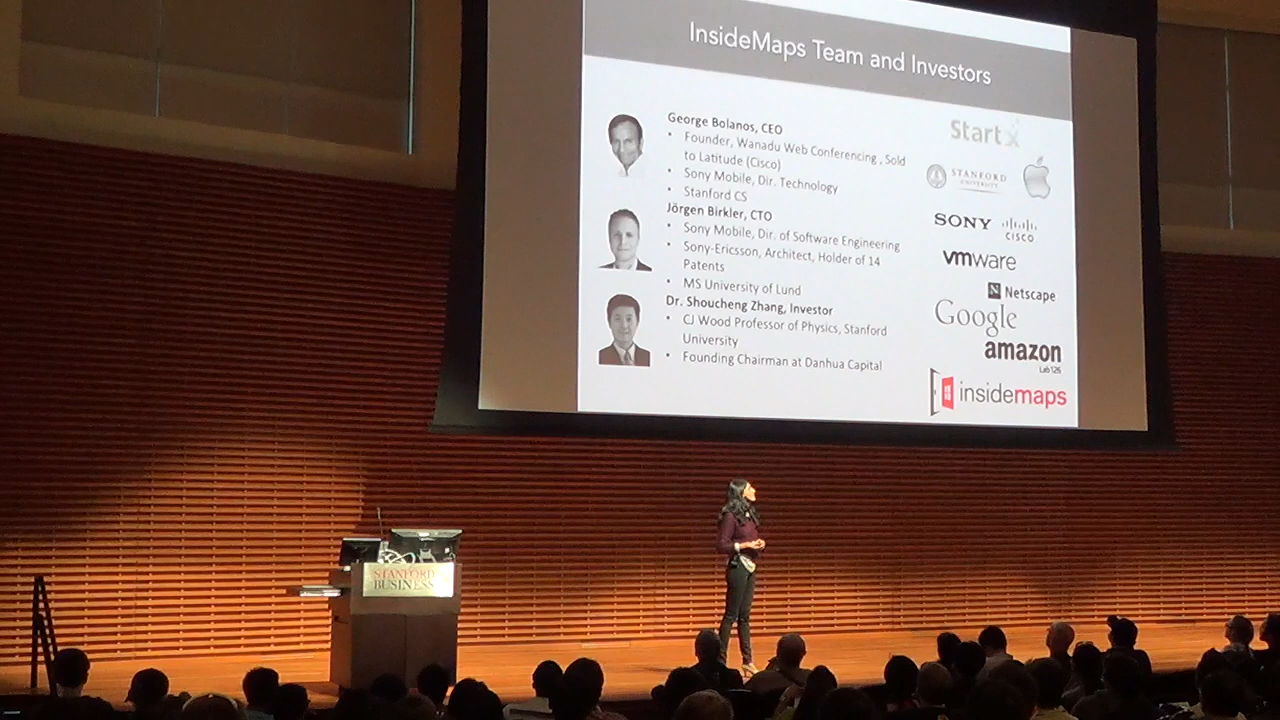 InsideMaps Team and Investors
George Bolanos, CEO
• Founder, Wanadu Web Conferencing , Sold
to Latitude (Cisco)
• Sony Mobile, Dir. Technology
• Stanford CS
Jörgen Birkler, CTO
• Sony Mobile, Dir. of Software Engineering
• Sony-Ericsson, Architect, Holder of 14
Patents
• MS University of Lund
Dr. Shoucheng Zhang, Investor
• CJ Wood Professor of Physics, Stanford
University
• Founding Chairman at Danhua Capital
StartX
STANFORD
UNIVERSITY
SONY
CISCO
vmware
N Netscape
Google
amazon
Lab126
insidemaps
STANFORD
BUSINESS